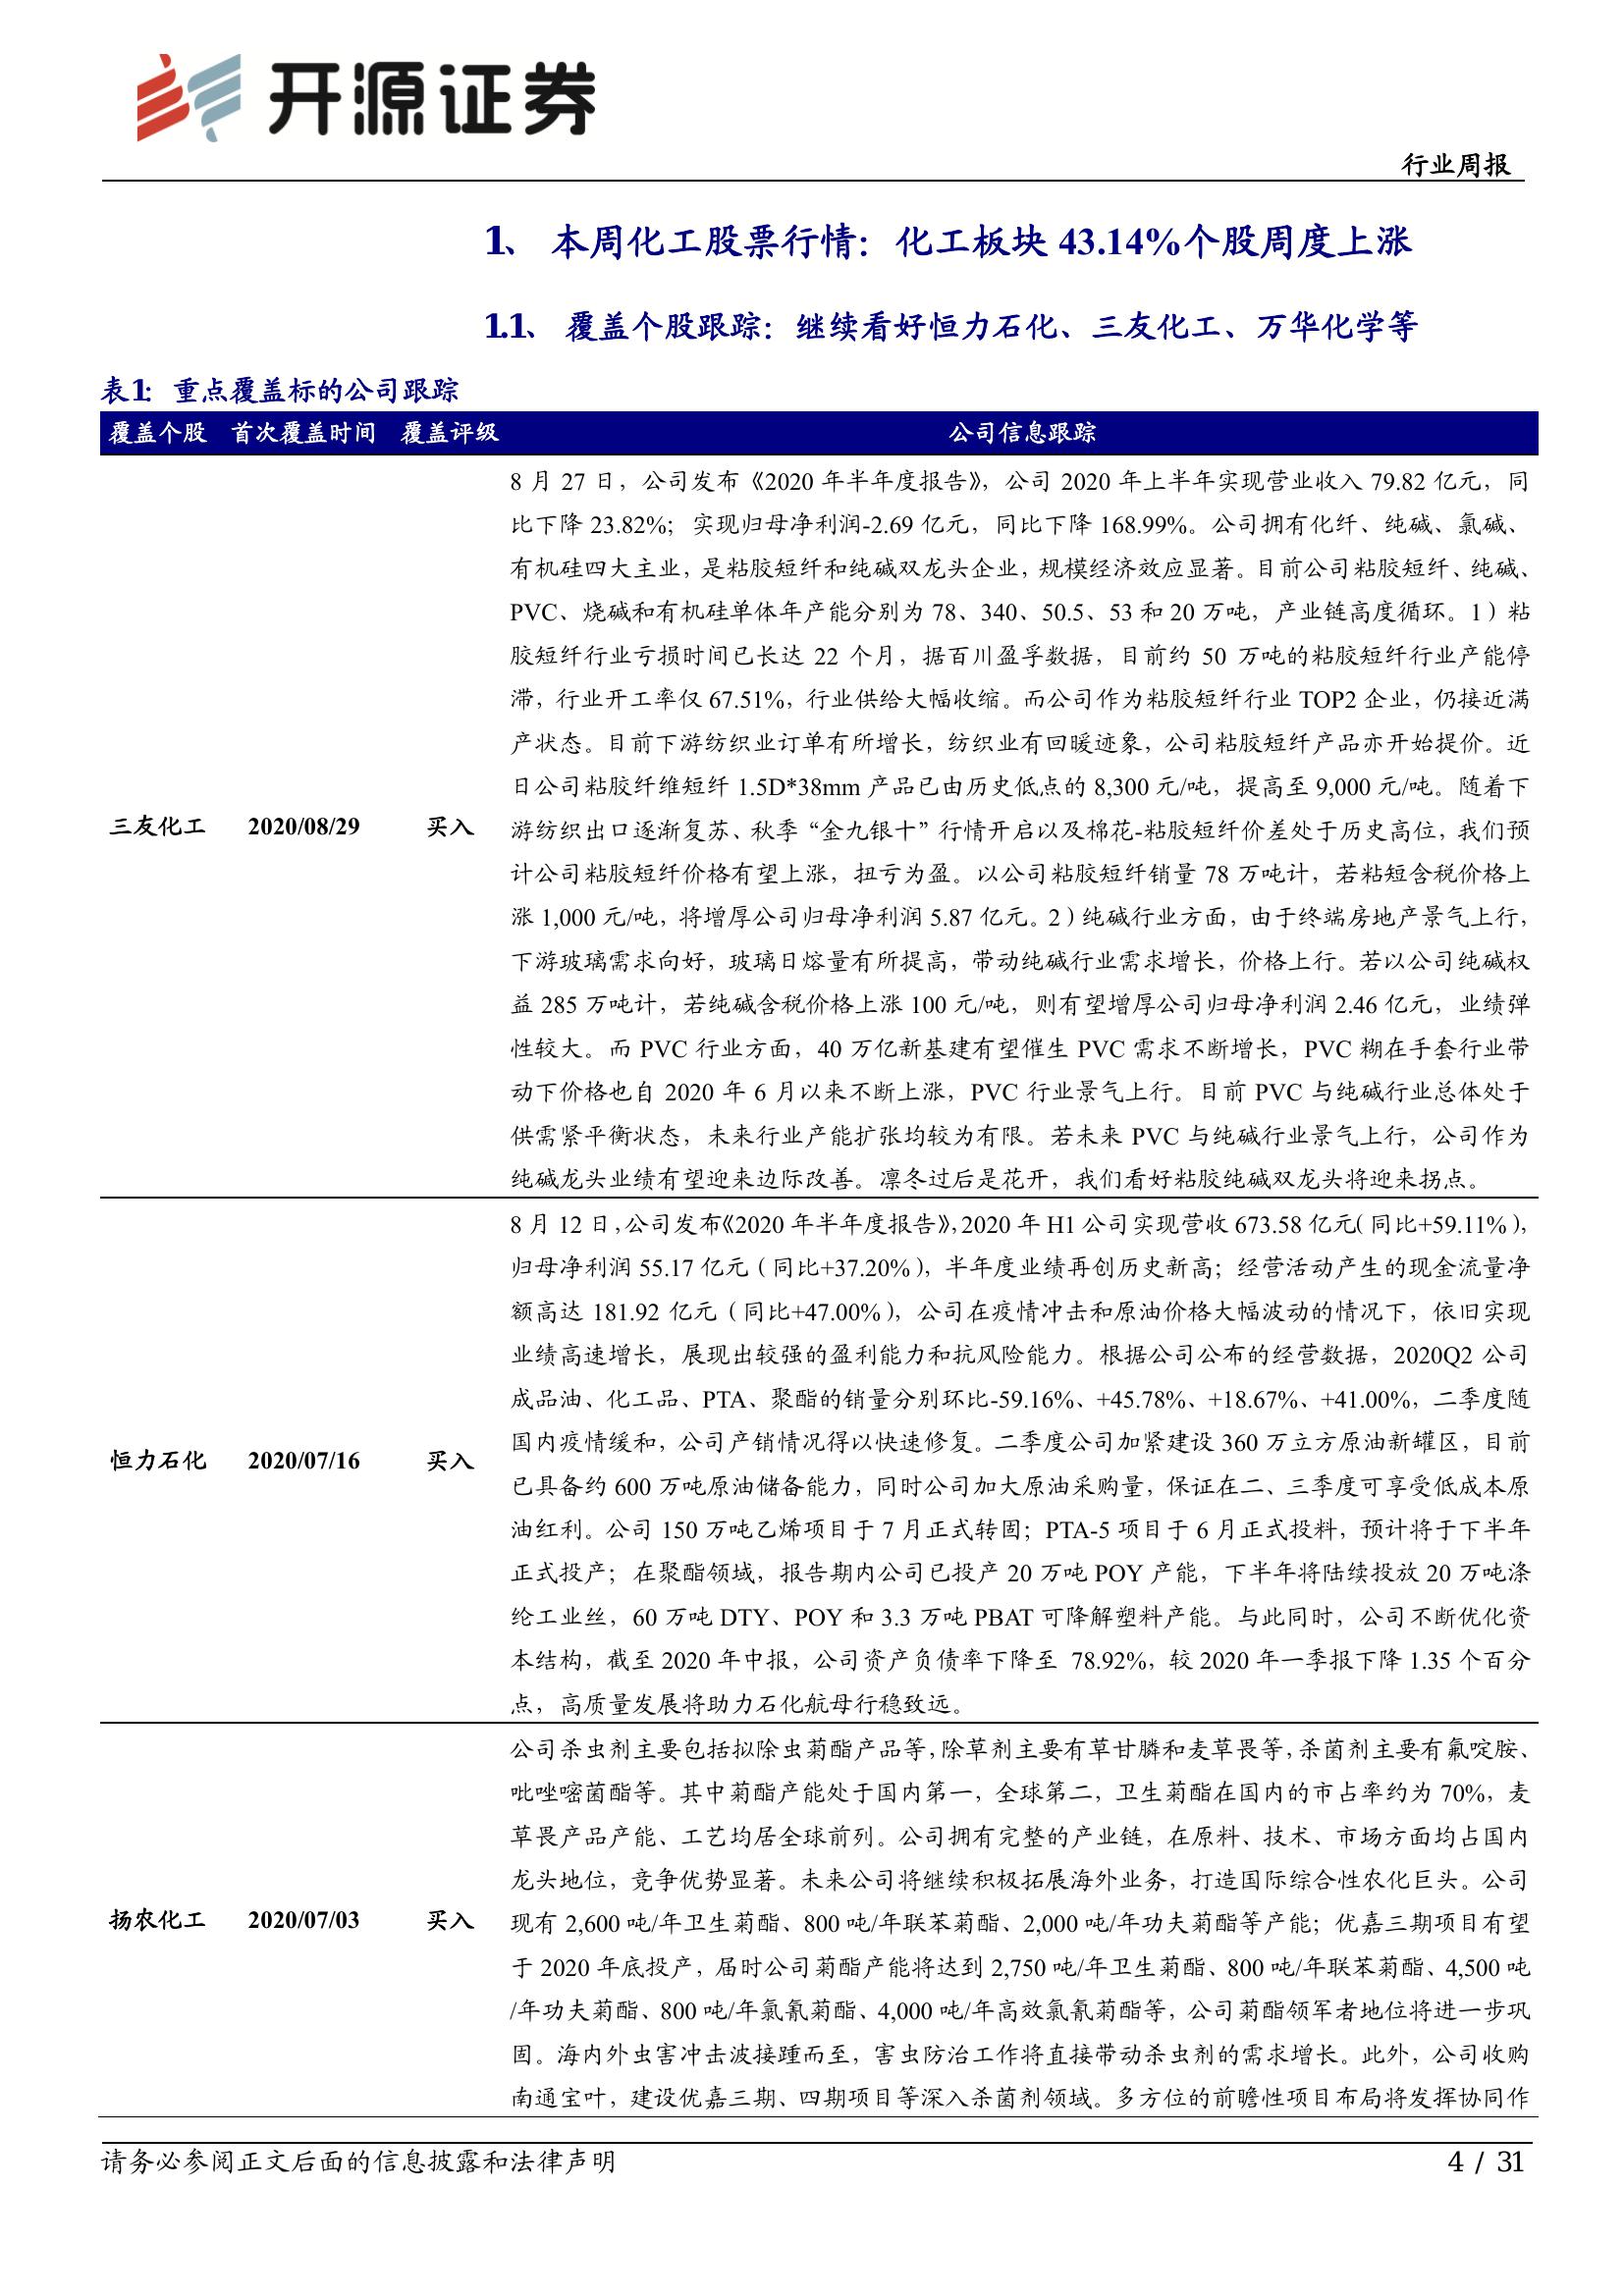 开源证券
行业周报
1、 本周化工股票行情：化工板块 43.14%个股周度上涨
1.1、 覆盖个股跟踪：继续看好恒力石化、三友化工、万华化学等
表1： 重点覆盖标的公司跟踪
覆盖个股 首次覆盖时间 覆盖评级 公司信息跟踪
8 月 27 日，公司发布《2020 年半年度报告》，公司 2020 年上半年实现营业收入 79.82 亿元，同
比下降 23.82%；实现归母净利润-2.69 亿元，同比下降 168.99%。公司拥有化纤、纯碱、氯碱、
有机硅四大主业，是粘胶短纤和纯碱双龙头企业，规模经济效应显著。目前公司粘胶短纤、纯碱、
PVC、烧碱和有机硅单体年产能分别为 78、340、50.5、53 和 20 万吨，产业链高度循环。1）粘
胶短纤行业亏损时间已长达 22 个月，据百川盈孚数据，目前约 50 万吨的粘胶短纤行业产能停
滞，行业开工率仅 67.51%，行业供给大幅收缩。而公司作为粘胶短纤行业 TOP2 企业，仍接近满
产状态。目前下游纺织业订单有所增长，纺织业有回暖迹象，公司粘胶短纤产品亦开始提价。近
日公司粘胶纤维短纤 1.5D*38mm 产品已由历史低点的 8,300 元/吨，提高至 9,000 元/吨。随着下
三友化工 2020/08/29 买入
游纺织出口逐渐复苏、秋季“金九银十”行情开启以及棉花-粘胶短纤价差处于历史高位，我们预
计公司粘胶短纤价格有望上涨，扭亏为盈。以公司粘胶短纤销量 78 万吨计，若粘短含税价格上
涨 1,000 元/吨，将增厚公司归母净利润 5.87 亿元。2）纯碱行业方面，由于终端房地产景气上行，
下游玻璃需求向好，玻璃日熔量有所提高，带动纯碱行业需求增长，价格上行。若以公司纯碱权
益 285 万吨计，若纯碱含税价格上涨 100 元/吨，则有望增厚公司归母净利润 2.46 亿元，业绩弹
性较大。而 PVC 行业方面，40 万亿新基建有望催生 PVC 需求不断增长，PVC 糊在手套行业带
动下价格也自 2020 年 6 月以来不断上涨，PVC 行业景气上行。目前 PVC 与纯碱行业总体处于
供需紧平衡状态，未来行业产能扩张均较为有限。若未来 PVC 与纯碱行业景气上行，公司作为
纯碱龙头业绩有望迎来边际改善。凛冬过后是花开，我们看好粘胶纯碱双龙头将迎来拐点。
8 月 12 日，公司发布《2020 年半年度报告》，2020 年 H1 公司实现营收 673.58 亿元（同比+59.11%），
归母净利润 55.17 亿元（同比+37.20%），半年度业绩再创历史新高；经营活动产生的现金流量净
额高达 181.92 亿元（同比+47.00%），公司在疫情冲击和原油价格大幅波动的情况下，依旧实现
业绩高速增长，展现出较强的盈利能力和抗风险能力。根据公司公布的经营数据，2020Q2 公司
成品油、化工品、PTA、聚酯的销量分别环比-59.16%、+45.78%、+18.67%、+41.00%，二季度随
国内疫情缓和，公司产销情况得以快速修复。二季度公司加紧建设 360 万立方原油新罐区，目前
恒力石化 2020/07/16 买入
已具备约 600 万吨原油储备能力，同时公司加大原油采购量，保证在二、三季度可享受低成本原
油红利。公司 150 万吨乙烯项目于 7 月正式转固；PTA-5 项目于 6 月正式投料，预计将于下半年
正式投产；在聚酯领域，报告期内公司已投产 20 万吨 POY 产能，下半年将陆续投放 20 万吨涤
纶工业丝，60 万吨 DTY、POY 和 3.3 万吨 PBAT 可降解塑料产能。与此同时，公司不断优化资
本结构，截至 2020 年中报，公司资产负债率下降至 78.92%，较 2020 年一季报下降 1.35 个百分
点，高质量发展将助力石化航母行稳致远。
公司杀虫剂主要包括拟除虫菊酯产品等，除草剂主要有草甘膦和麦草畏等，杀菌剂主要有氟啶胺、
吡唑嘧菌酯等。其中菊酯产能处于国内第一，全球第二，卫生菊酯在国内的市占率约为 70%，麦
草畏产品产能、工艺均居全球前列。公司拥有完整的产业链，在原料、技术、市场方面均占国内
龙头地位，竞争优势显著。未来公司将继续积极拓展海外业务，打造国际综合性农化巨头。公司
扬农化工 2020/07/03 买入
现有 2,600 吨/年卫生菊酯、800 吨/年联苯菊酯、2,000 吨/年功夫菊酯等产能；优嘉三期项目有望
于 2020 年底投产，届时公司菊酯产能将达到 2,750 吨/年卫生菊酯、800 吨/年联苯菊酯、4,500 吨
/年功夫菊酯、800 吨/年氯氰菊酯、4,000 吨/年高效氯氰菊酯等，公司菊酯领军者地位将进一步巩
固。海内外虫害冲击波接踵而至，害虫防治工作将直接带动杀虫剂的需求增长。此外，公司收购
南通宝叶，建设优嘉三期、四期项目等深入杀菌剂领域。多方位的前瞻性项目布局将发挥协同作
请务必参阅正文后面的信息披露和法律声明 4 / 31